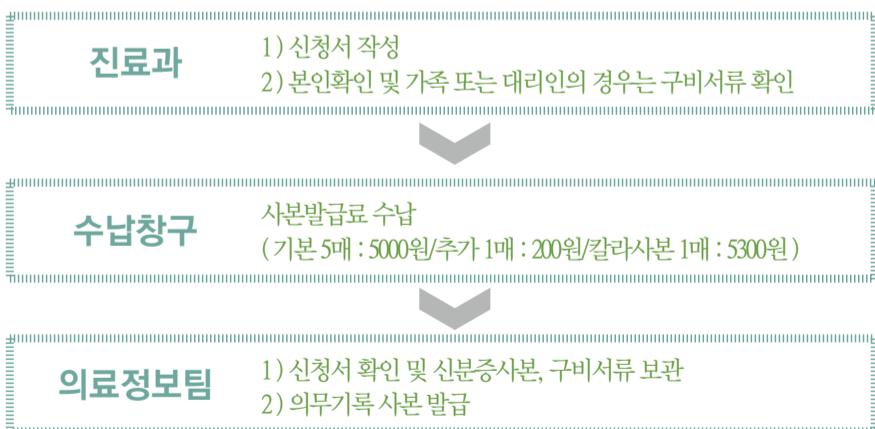 진료과
1) 신청서 작성
2) 본인확인 및 가족 또는 대리인의 경우는 구비서류 확인
수납창구
사본발급료 수납
( 기본 5매 : 5000원/추가 1매 : 200원/칼라사본 1매 : 5300원 )
의료정보팀
1) 신청서 확인 및 신분증사본, 구비서류 보관
2) 의무기록 사본 발급